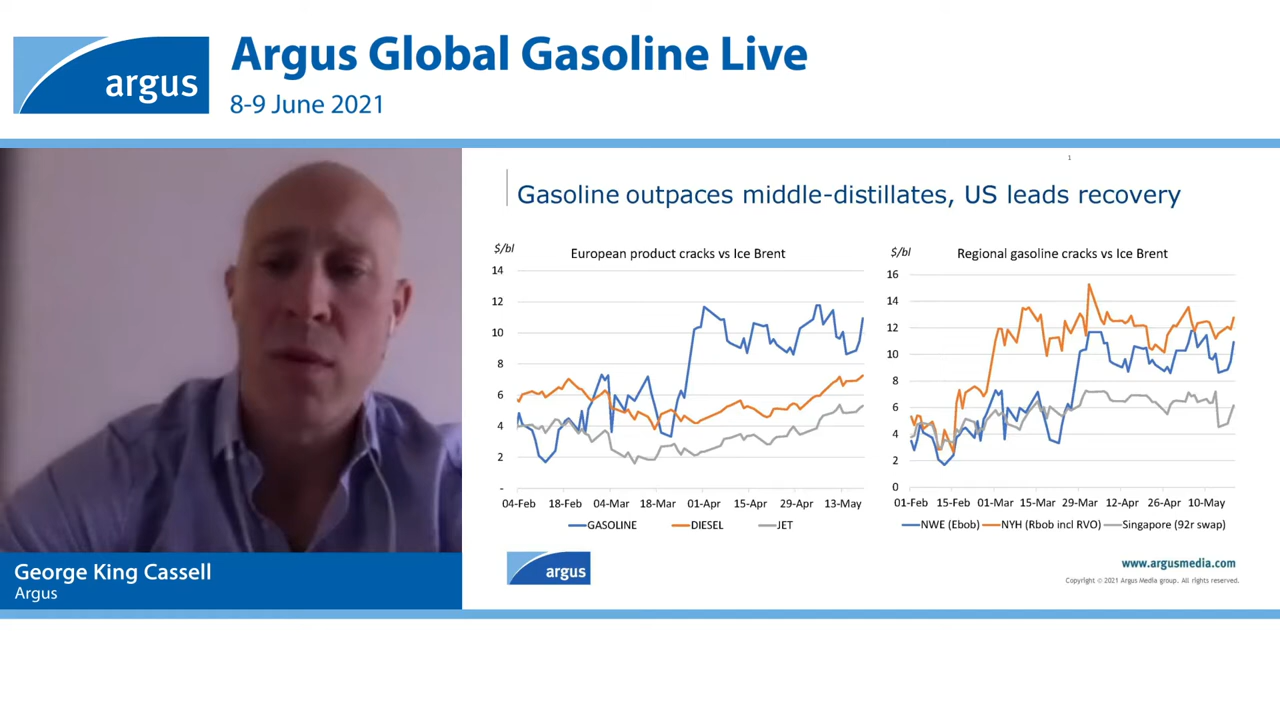 argus
Argus Global Gasoline Live
8-9 June 2021
1
Gasoline outpaces middle-distillates, US leads recovery
$/bl
European product cracks vs Ice Brent
14
12
10
8
6
4
2
-
04-Feb 18-Feb 04-Mar 18-Mar 01-Apr 15-Apr 29-Apr 13-May
GASOLINE DIESEL JET
$/bl
Regional gasoline cracks vs Ice Brent
16
14
12
10
8
6
4
2
0
01-Feb 15-Feb 01-Mar 15-Mar 29-Mar 12-Apr 26-Apr 10-May
NWE (Ebob) NYH (Rbob incl RVO) Singapore (92r swap)
argus
www.argusmedia.com
Copyright © 2021 Argus Media group. All rights reserved.
George King Cassell
Argus